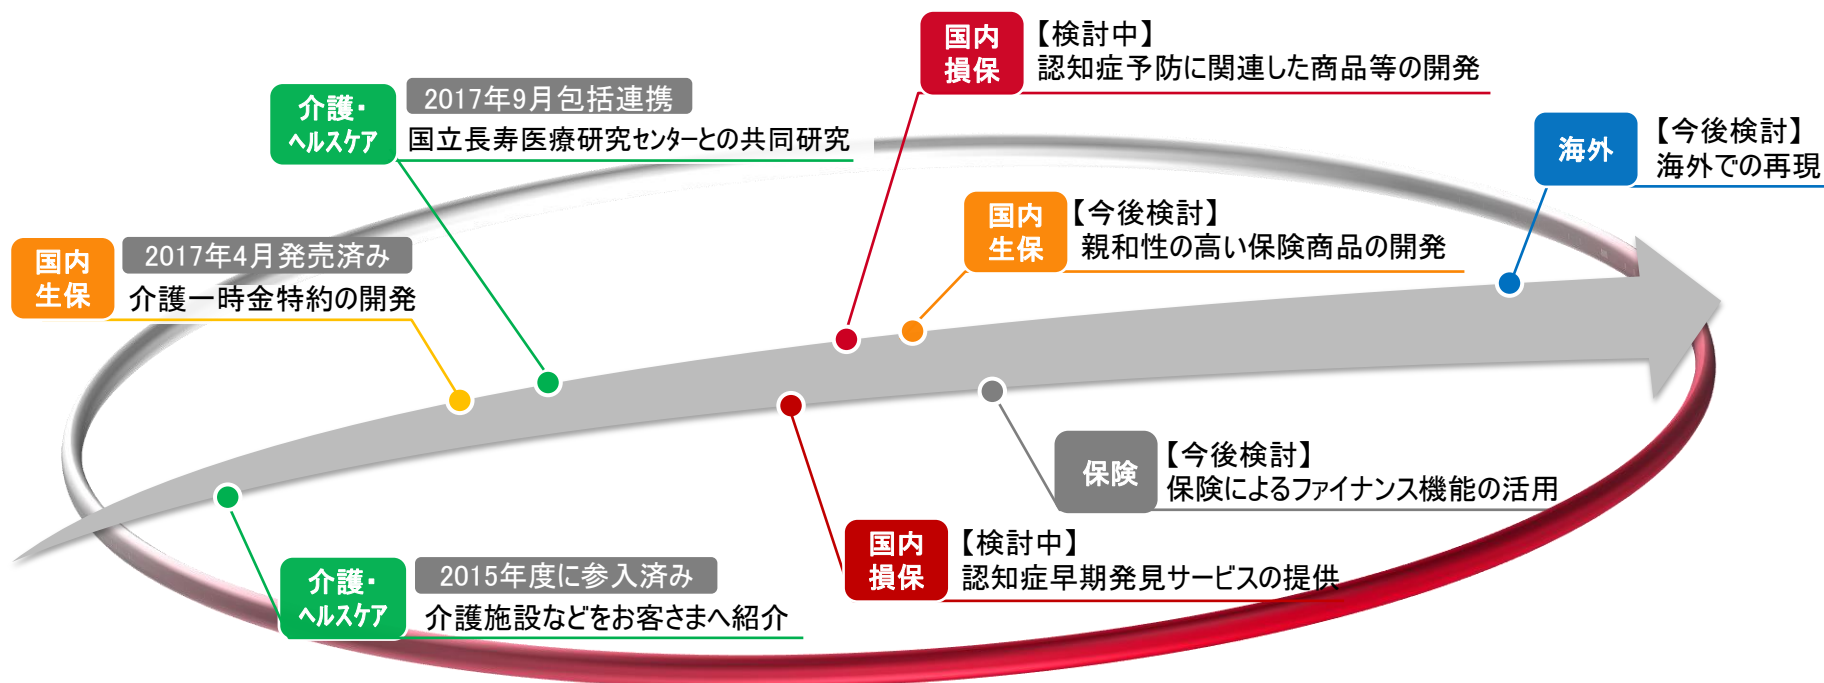 国内
損保
【検討中】
認知症予防に関連した商品等の開発
介護・
ヘルスケア
2017年9月包括連携
国立長寿医療研究センターとの共同研究
海外
【今後検討】
海外での再現
国内
生保
【今後検討】
親和性の高い保険商品の開発
国内
生保
2017年4月発売済み
介護一時金特約の開発
保険
【今後検討】
保険によるファイナンス機能の活用
国内
損保
【検討中】
認知症早期発見サービスの提供
介護・
ヘルスケア
2015年度に参入済み
介護施設などをお客さまへ紹介